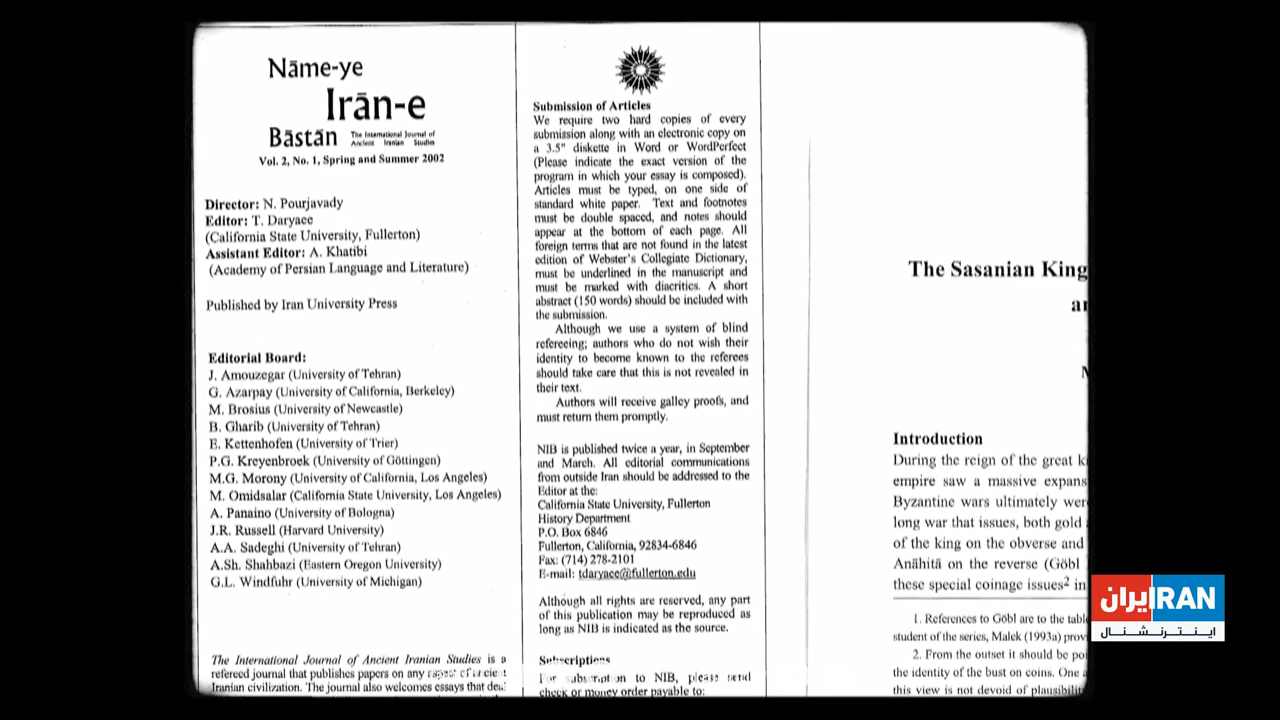 Nāme-ye
Irān-e
Bāstān
The International Journal of
Ancient Iranian Studies
Vol. 2, No. 1, Spring and Summer 2002
Director: N. Pourjavady
Editor: T. Daryaee
(California State University, Fullerton)
Assistant Editor: A. Khatibi
(Academy of Persian Language and Literature)
Published by Iran University Press
Editorial Board:
J. Amouzegar (University of Tehran)
G. Azarpay (University of California, Berkeley)
M. Brosius (University of Newcastle)
B. Gharib (University of Tehran)
E. Kettenhofen (University of Trier)
P.G. Kreyenbroek (University of Göttingen)
M.G. Morony (University of California, Los Angeles)
M. Omidsalar (California State University, Los Angeles)
A. Panaino (University of Bologna)
J.R. Russell (Harvard University)
A.A. Sadeghi (University of Tehran)
A.Sh. Shahbazi (Eastern Oregon University)
G.L. Windfuhr (University of Michigan)
The International Journal of Ancient Iranian Studies is a
refereed journal that publishes papers on any
Iranian civilization. The journal also welcomes essays that
Submission of Articles
We require two hard copies of every
submission along with an electronic copy on
a 3.5" diskette in Word or WordPerfect
(Please indicate the exact version of the
program in which your essay is composed).
Articles must be typed, on one side of
standard white paper. Text and footnotes
must be double spaced, and notes should
appear at the bottom of each page. All
foreign terms that are not found in the latest
edition of Webster's Collegiate Dictionary,
must be underlined in the manuscript and
must be marked with diacritics. A short
abstract (150 words) should be included with
the submission.
Although we use a system of blind
refereeing; authors who do not wish their
identity to become known to the referees
should take care that this is not revealed in
their text.
Authors will receive galley proofs, and
must return them promptly.
NIB is published twice a year, in September
and March. All editorial communications
from outside Iran should be addressed to the
Editor at the:
California State University, Fullerton
History Department
P.O. Box 6846
Fullerton, California, 92834-6846
Fax: (714) 278-2101
E-mail: tdaryaee@fullerton.edu
Although all rights are reserved, any part
of this publication may be reproduced as
long as NIB is indicated as the source.
Subscriptions
For subscription to NIB, please send
check or money order payable to:
The Sasanian King
Introduction
During the reign of the great
empire saw a massive expans
Byzantine wars ultimately wer
long war that issues, both gold
of the king on the obverse and
Anāhitā on the reverse (Göbl
these special coinage issues² in
1. References to Göbl are to the table
student of the series, Malek (1993a) prov
2. From the outset it should be poi
the identity of the bust on coins. One
this view is not devoid of plausibilit
ایران IRAN
اینترنشنال